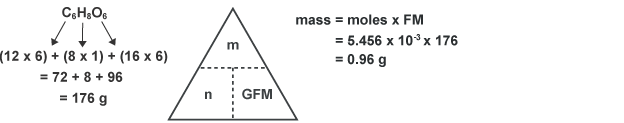 C₆H₈O₆
(12 x 6) + (8 x 1) + (16 x 6)
= 72 + 8 + 96
= 176 g
m
n GFM
mass = moles x FM
= 5.456 x 10⁻³ x 176
= 0.96 g